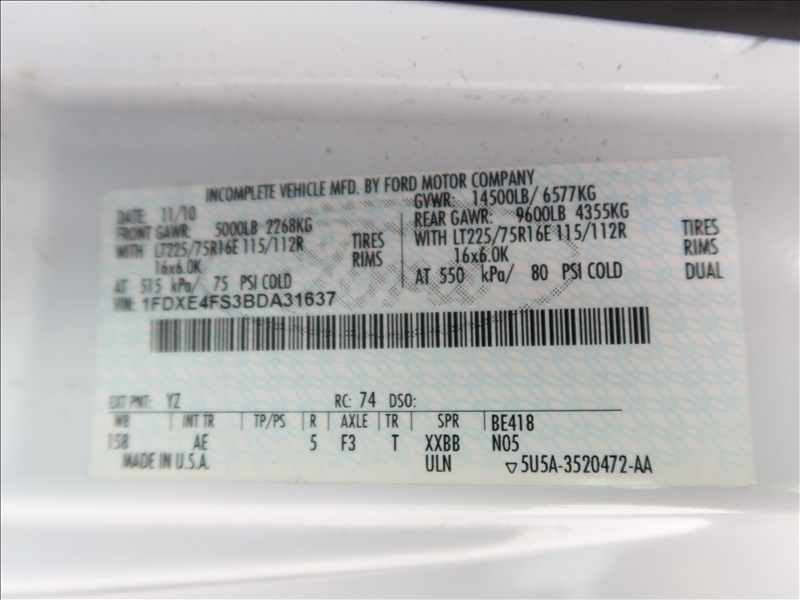 INCOMPLETE VEHICLE MFD. BY FORD MOTOR COMPANY
DATE: 11/10 GVWR: 14500LB/ 6577KG
FRONT GAWR: 5000LB 2268KG REAR GAWR: 9600LB 4355KG
WITH LT225/75R16E 115/112R TIRES WITH LT225/75R16E 115/112R TIRES
16x6.0K RIMS 16x6.0K RIMS
AT 515 kPa/ 75 PSI COLD AT 550 kPa/ 80 PSI COLD DUAL
VIN: 1FDXE4FS3BDA31637
EXT PNT: YZ RC: 74 DSO:
WB INT TR TP/PS R AXLE TR SPR BE418
158 AE 5 F3 T XXBB N05
MADE IN U.S.A. ULN ▽5U5A-3520472-AA